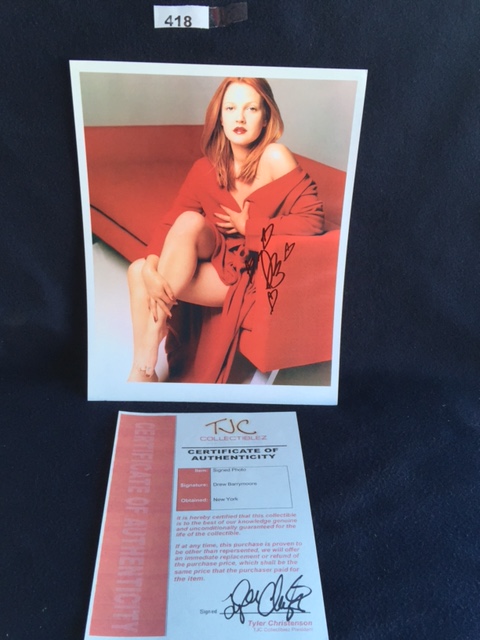 418
TJC
COLLECTIBLEZ
CERTIFICATE OF
AUTHENTICITY
Item: Signed Photo
Signature: Drew Barrymoore
Obtained: New York
It is hereby certified that this collectible
is to the best of our knowledge genuine
and unconditionally guaranteed for the
life of the collectible.
If at any time, this purchase is proven to
be other than represented, we will offer
an immediate replacement or refund of
the purchase price, which shall be the
same price that the purchaser paid for
the item.
Signed
Tyler Christenson
TJC Collectiblez President
CERTIFICATE OF AUTHENTICITY